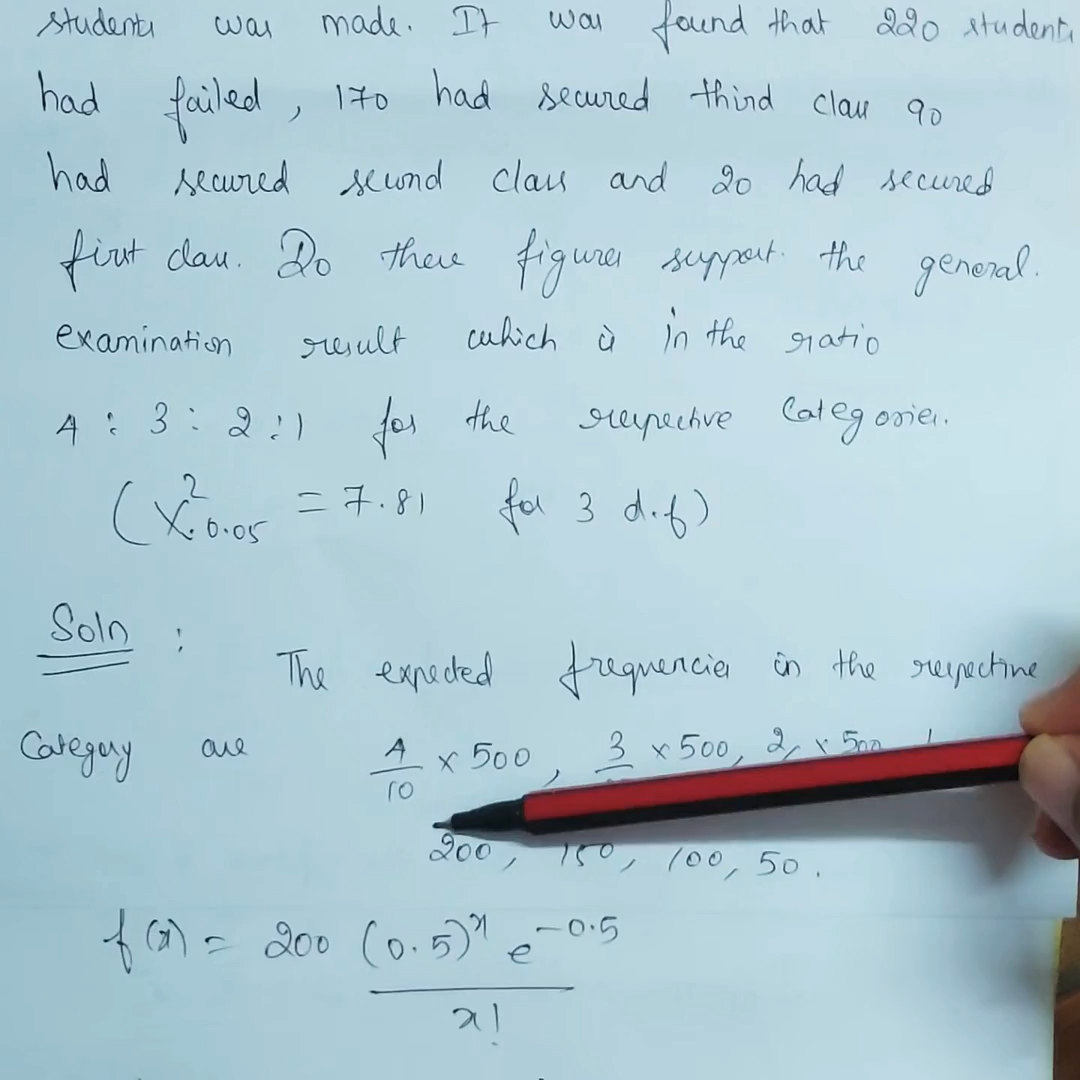 students was made. It was found that 220 students
had failed, 170 had secured third class 90
had secured second class and 20 had secured
first class. Do these figures support the general.
examination result which is in the ratio
4 : 3 : 2 : 1 for the respective Categories.
(χ²0.05 = 7.81 for 3 d.f)
Soln :
The expected frequencies in the respective
Category are 4/10 × 500, 3 × 500, 2 × 500
200, 150, 100, 50.
f(x) = 200 (0.5)^x e^-0.5
x!